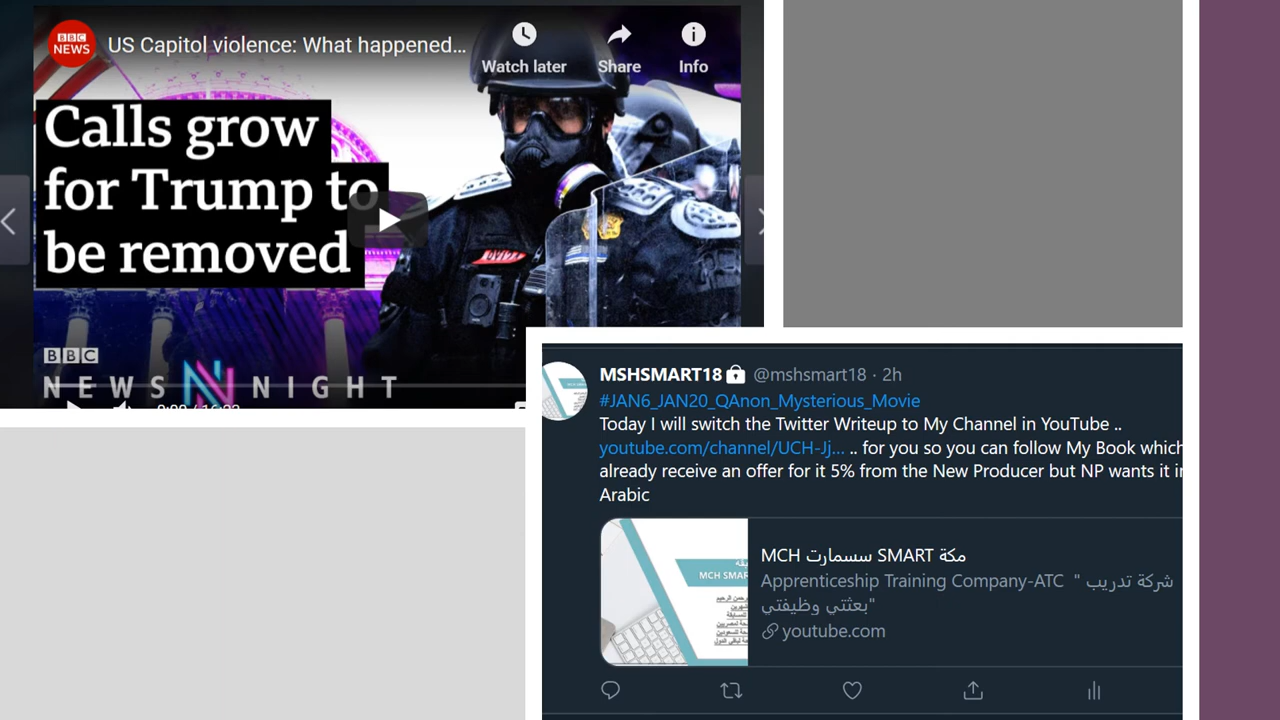 BBC
NEWS
US Capitol violence: What happened...
Watch later
Share
Info
Calls grow
for Trump to
be removed
BBC
NEWSNIGHT
MSHSMART18 @mshsmart18 · 2h
#JAN6_JAN20_QAnon_Mysterious_Movie
Today I will switch the Twitter Writeup to My Channel in YouTube ..
youtube.com/channel/UCH-Jj... .. for you so you can follow My Book which
already receive an offer for it 5% from the New Producer but NP wants it in
Arabic
MCH SMAR
مكة SMART سسمارت MCH
Apprenticeship Training Company-ATC " شركة تدريب
بعثتي وظيفتي"
youtube.com